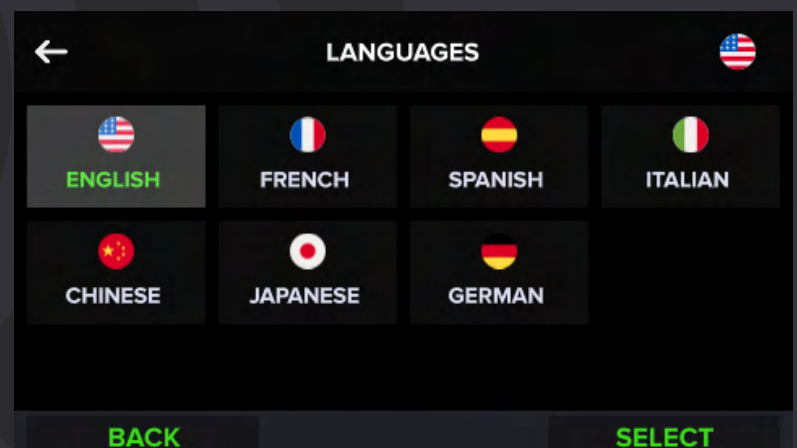 LANGUAGES
ENGLISH FRENCH SPANISH ITALIAN
CHINESE JAPANESE GERMAN
BACK SELECT